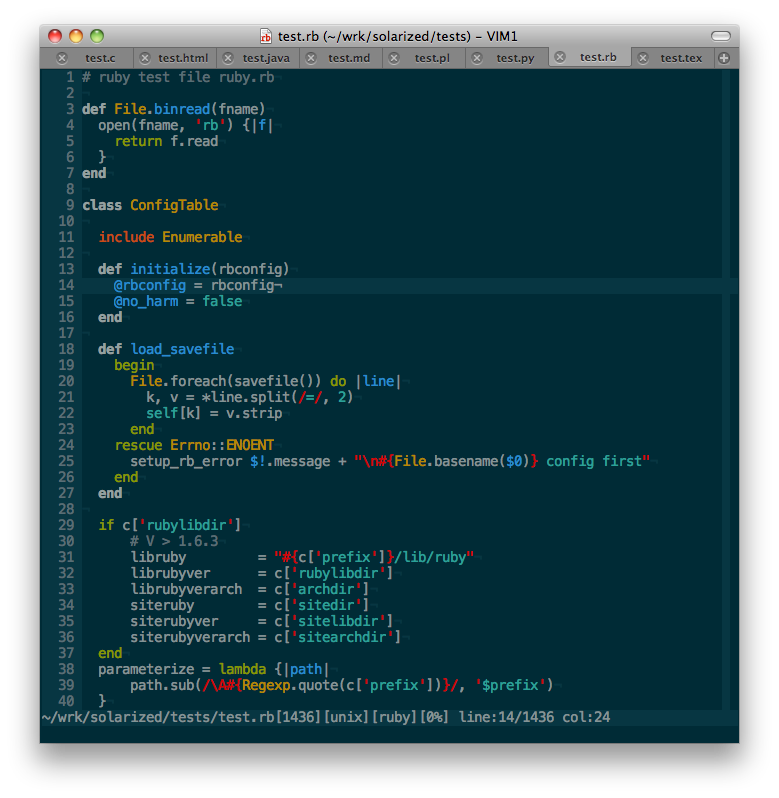 test.rb (~/wrk/solarized/tests) – VIM1
test.c test.html test.java test.md test.pl test.py test.rb test.tex
1 # ruby test file ruby.rb¬
2 ¬
3 def File.binread(fname)¬
4   open(fname, 'rb') {|f|¬
5     return f.read¬
6   }¬
7 end¬
8 ¬
9 class ConfigTable¬
10 ¬
11   include Enumerable¬
12 ¬
13   def initialize(rbconfig)¬
14     @rbconfig = rbconfig¬
15     @no_harm = false¬
16   end¬
17 ¬
18   def load_savefile¬
19     begin¬
20       File.foreach(savefile()) do |line|¬
21         k, v = *line.split(/=/, 2)¬
22         self[k] = v.strip¬
23       end¬
24     rescue Errno::ENOENT¬
25       setup_rb_error $!.message + "\n#{File.basename($0)} config first"¬
26     end¬
27   end¬
28 ¬
29   if c['rubylibdir']¬
30       # V > 1.6.3¬
31       libruby         = "#{c['prefix']}/lib/ruby"¬
32       librubyver      = c['rubylibdir']¬
33       librubyverarch  = c['archdir']¬
34       siteruby        = c['sitedir']¬
35       siterubyver     = c['sitelibdir']¬
36       siterubyverarch = c['sitearchdir']¬
37   end¬
38   parameterize = lambda {|path|¬
39       path.sub(/\A#{Regexp.quote(c['prefix'])}/, '$prefix')¬
40   }¬
~/wrk/solarized/tests/test.rb[1436][unix][ruby][0%] line:14/1436 col:24